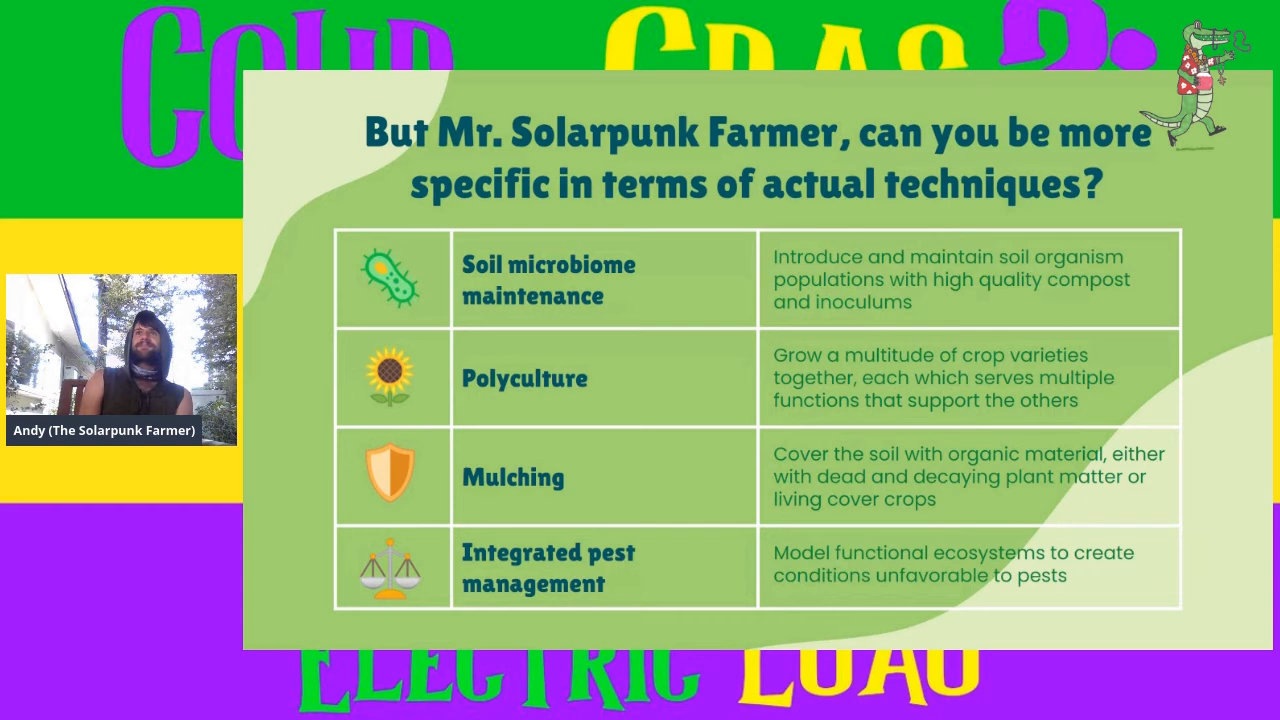 But Mr. Solarpunk Farmer, can you be more
specific in terms of actual techniques?
Soil microbiome
maintenance
Introduce and maintain soil organism
populations with high quality compost
and inoculums
Polyculture
Grow a multitude of crop varieties
together, each which serves multiple
functions that support the others
Mulching
Cover the soil with organic material, either
with dead and decaying plant matter or
living cover crops
Integrated pest
management
Model functional ecosystems to create
conditions unfavorable to pests
Andy (The Solarpunk Farmer)
ELECTRIC